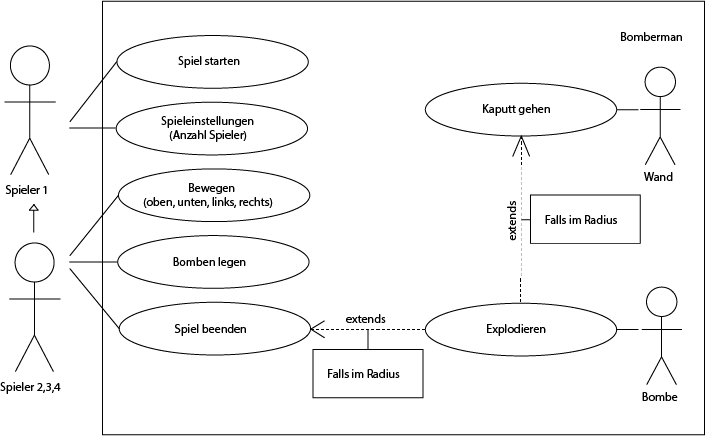 Bomberman
Spiel starten
Spieleinstellungen
(Anzahl Spieler)
Kaputt gehen
Spieler 1
Wand
Bewegen
(oben, unten, links, rechts)
extends
Falls im Radius
Bomben legen
Spiel beenden
extends
Explodieren
Falls im Radius
Spieler 2,3,4
Bombe